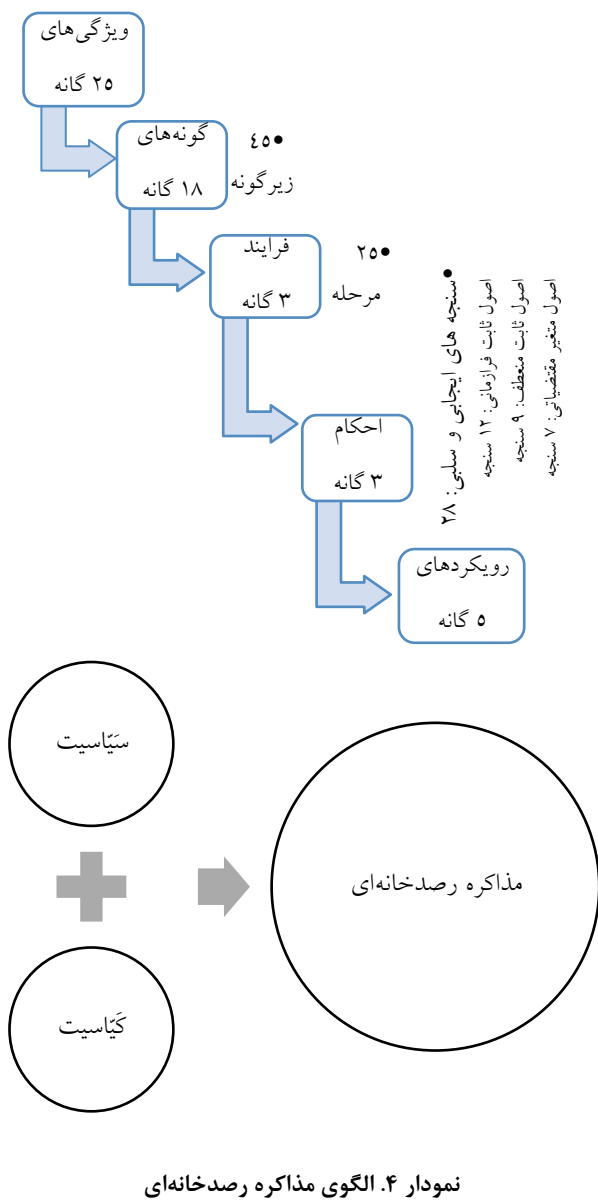 ویژگی‌های
۲۵ گانه
گونه‌های
۱۸ گانه
•۴۵
زیرگونه
فرایند
۳ گانه
•۲۵
مرحله
احکام
۳ گانه
•سنجه های ایجابی و سلبی: ۲۸
اصول ثابت فرازمانی: ۱۲ سنجه
اصول ثابت منعطف: ۹ سنجه
اصول متغیر مقتضیاتی: ۷ سنجه
رویکردهای
۵ گانه
سَیّاسیت
کَیّاسیت
مذاکره رصدخانه‌ای
نمودار ۴. الگوی مذاکره رصدخانه‌ای